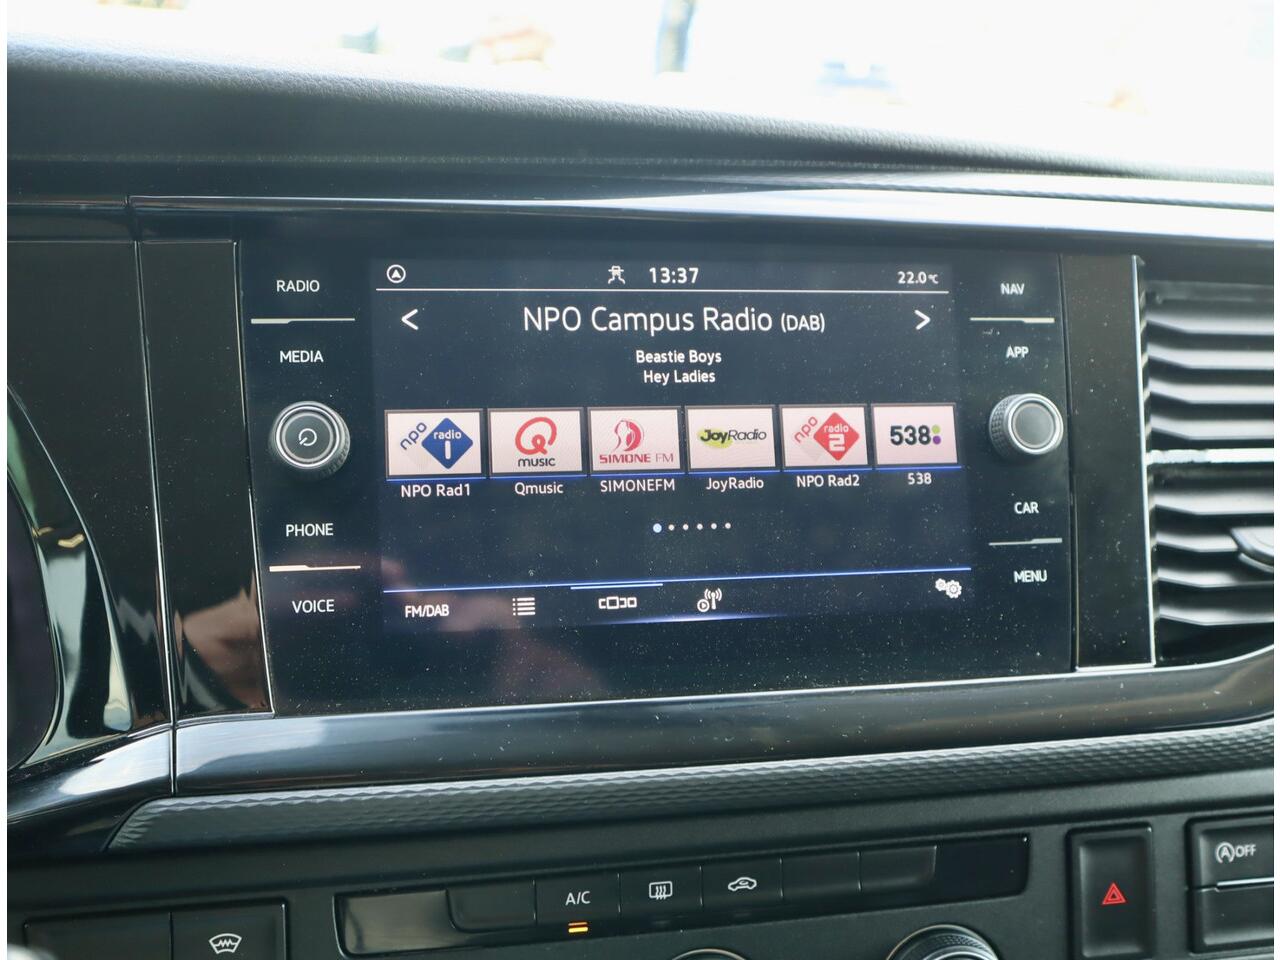 RADIO
MEDIA
PHONE
VOICE
13:37
22.0°C
< NPO Campus Radio (DAB) >
Beastie Boys
Hey Ladies
npo radio 1
Q music
SIMONE FM
JoyRadio
npo radio 2
538
NPO Rad1
Qmusic
SIMONEFM
JoyRadio
NPO Rad2
538
FM/DAB
NAV
APP
CAR
MENU
A/C
A OFF